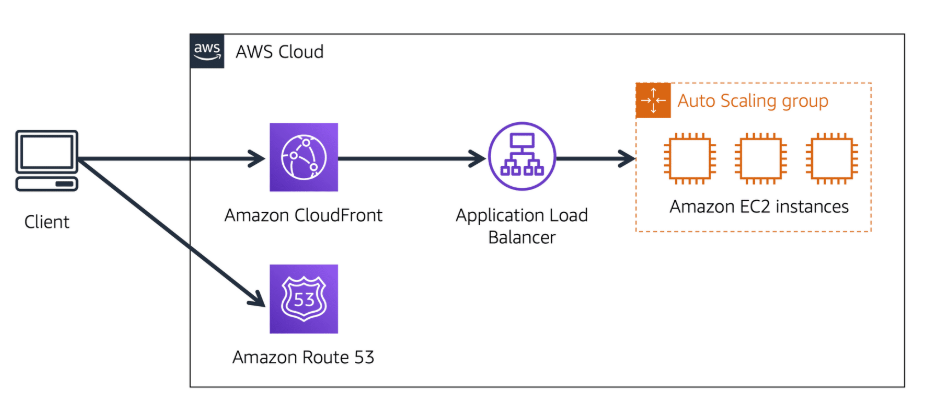 aws
AWS Cloud
Auto Scaling group
Client
Amazon CloudFront
Application Load
Balancer
Amazon EC2 instances
53
Amazon Route 53